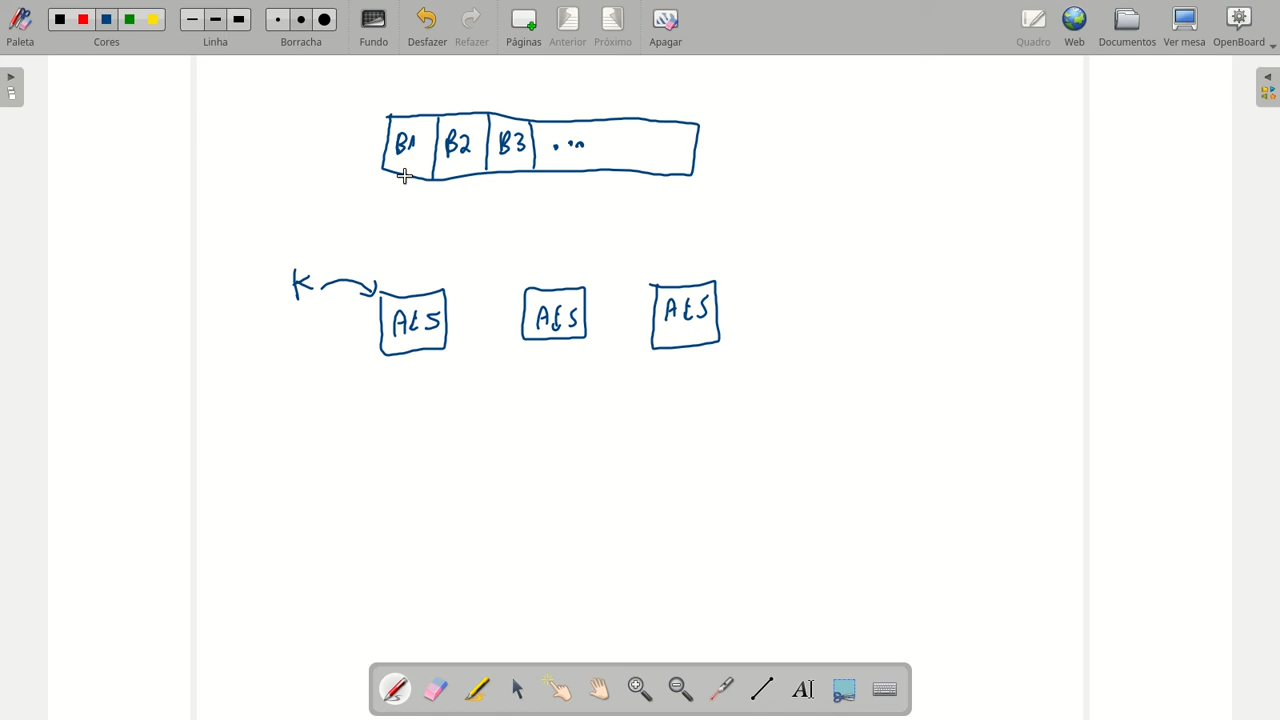 Paleta Cores Linha Borracha Fundo Desfazer Refazer Páginas Anterior Próximo Apagar Quadro Web Documentos Ver mesa OpenBoard
B1 B2 B3 ...
K
AES AES AES